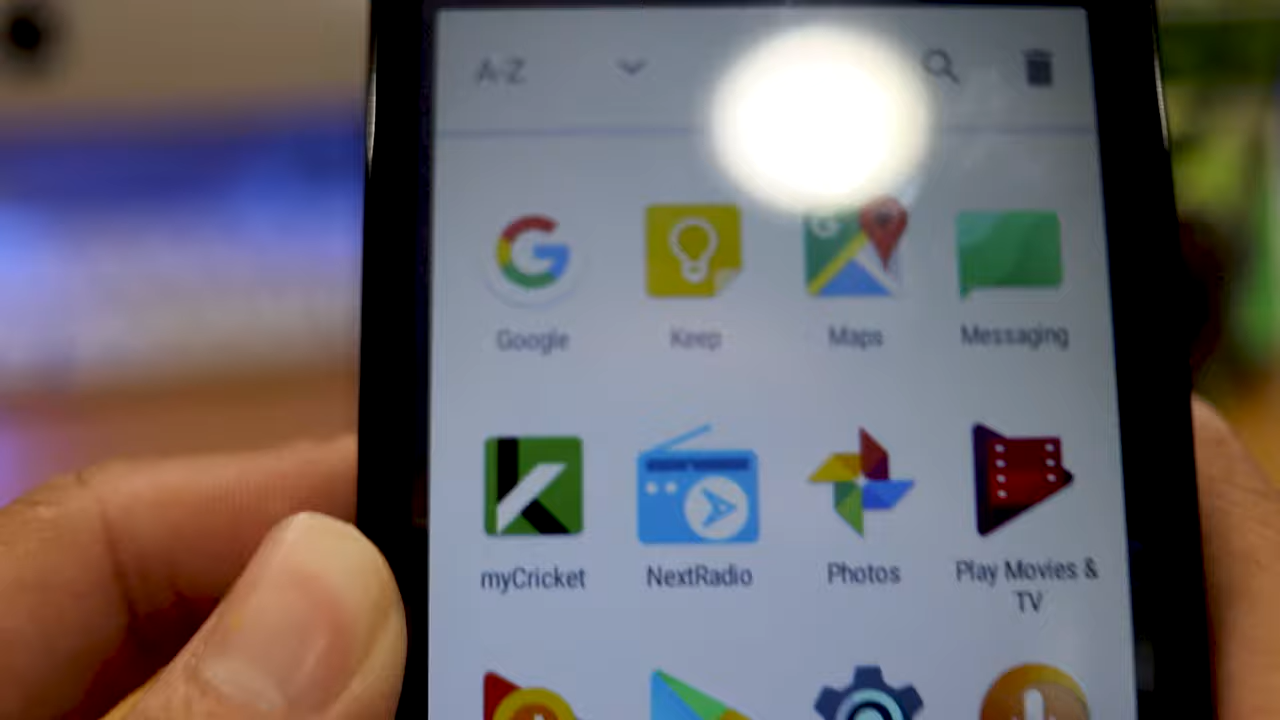 A-Z
Google
Keep
Maps
Messaging
myCricket
NextRadio
Photos
Play Movies &
TV